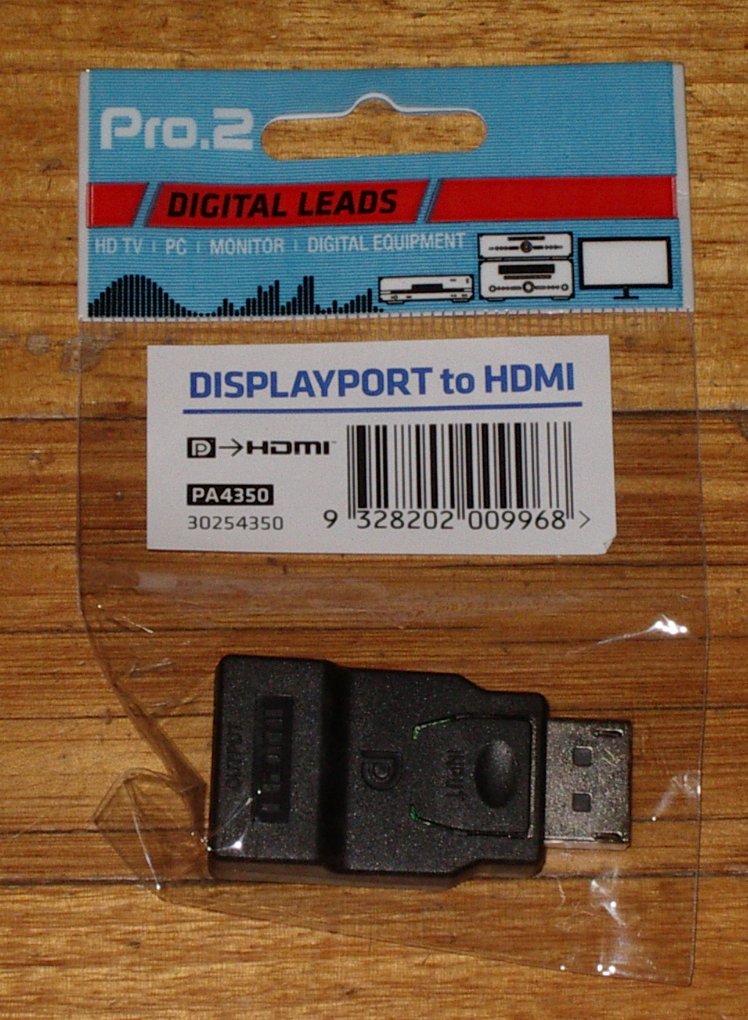 Pro.2
DIGITAL LEADS
HD TV | PC | MONITOR | DIGITAL EQUIPMENT
DISPLAYPORT to HDMI
D→HDMI™
PA4350
30254350
9 328202 009968 >
OUTPUT
HDMI
INPUT